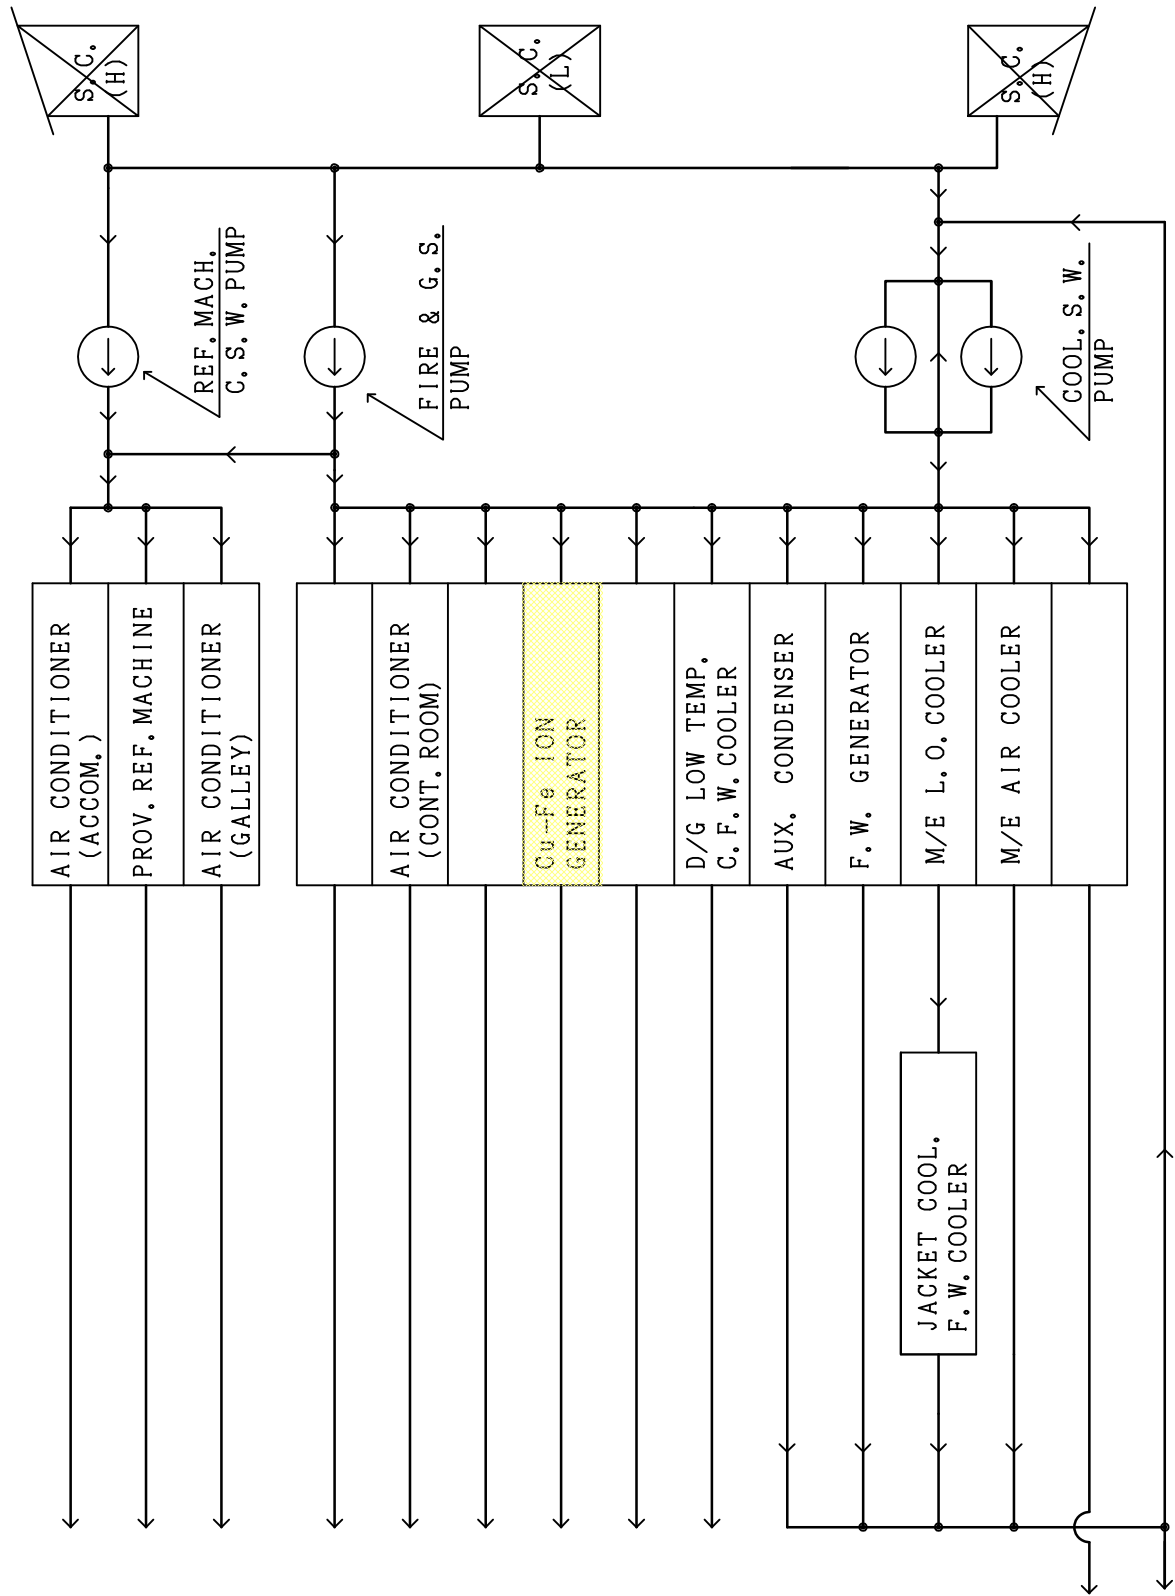 S.C.
(H)
S.C.
(L)
S.C.
(H)
REF.MACH.
C.S.W.PUMP
FIRE & G.S.
PUMP
COOL.S.W.
PUMP
AIR CONDITIONER
(ACCOM.)
PROV.REF.MACHINE
AIR CONDITIONER
(GALLEY)
AIR CONDITIONER
(CONT.ROOM)
Cu-Fe ION
GENERATOR
D/G LOW TEMP.
C.F.W.COOLER
AUX. CONDENSER
F.W. GENERATOR
M/E L.O.COOLER
M/E AIR COOLER
JACKET COOL.
F.W.COOLER